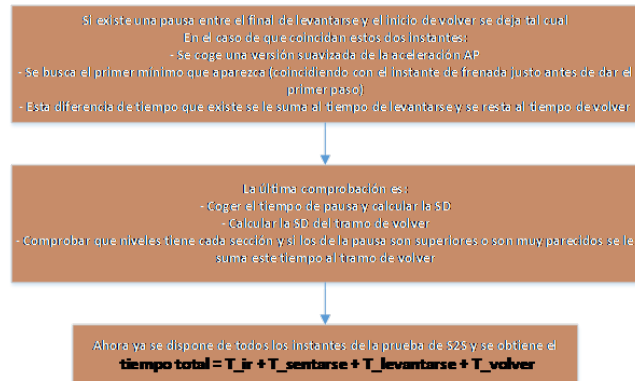 Si existe una pausa entre el final de levantarse y el inicio de volver se deja tal cual
En el caso de que coincidan estos dos instantes:
- Se coge una versión suavizada de la aceleración AP
- Se busca el primer mínimo que aparezca (coincidiendo con el instante de frenada justo antes de dar el
primer paso)
- Esta diferencia de tiempo que existe se le suma al tiempo de levantarse y se resta al tiempo de volver
La última comprobación es :
- Coger el tiempo de pausa y calcular la SD
- Calcular la SD del tramo de volver
- Comprobar que niveles tiene cada sección y si los de la pausa son superiores o son muy parecidos se le
suma este tiempo al tramo de volver
Ahora ya se dispone de todos los instantes de la prueba de S2S y se obtiene el
tiempo total = T_ir + T_sentarse + T_levantarse + T_volver